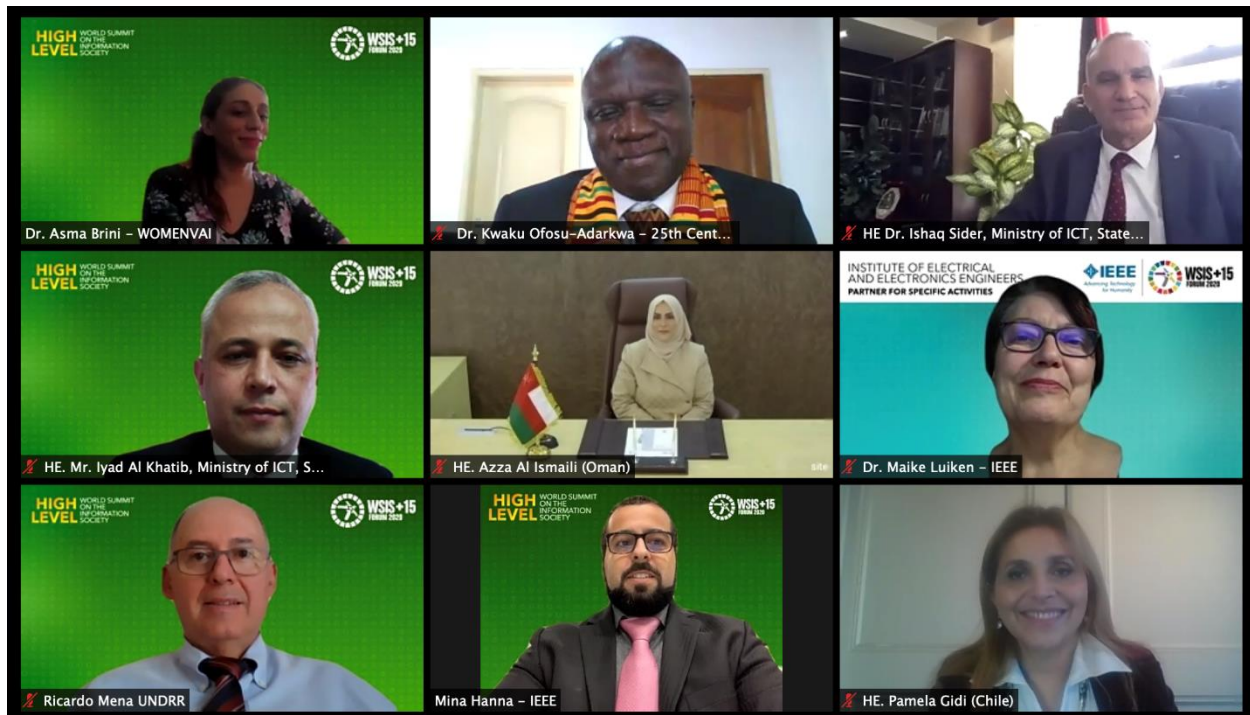 HIGH LEVEL
WORLD SUMMIT
ON THE
INFORMATION
SOCIETY
WSIS+15
FORUM 2020
Dr. Asma Brini – WOMENVAI
Dr. Kwaku Ofosu-Adarkwa – 25th Cent...
HE Dr. Ishaq Sider, Ministry of ICT, State...
HIGH LEVEL
WORLD SUMMIT
ON THE
INFORMATION
SOCIETY
WSIS+15
FORUM 2020
HE. Mr. Iyad Al Khatib, Ministry of ICT, S...
HE. Azza Al Ismaili (Oman)
site
INSTITUTE OF ELECTRICAL
AND ELECTRONICS ENGINEERS
PARTNER FOR SPECIFIC ACTIVITIES
IEEE
Advancing Technology
for Humanity
WSIS+15
FORUM 2020
Dr. Maike Luiken – IEEE
HIGH LEVEL
WORLD SUMMIT
ON THE
INFORMATION
SOCIETY
WSIS+15
FORUM 2020
Ricardo Mena UNDRR
HIGH LEVEL
WORLD SUMMIT
ON THE
INFORMATION
SOCIETY
WSIS+15
FORUM 2020
Mina Hanna – IEEE
HE. Pamela Gidi (Chile)